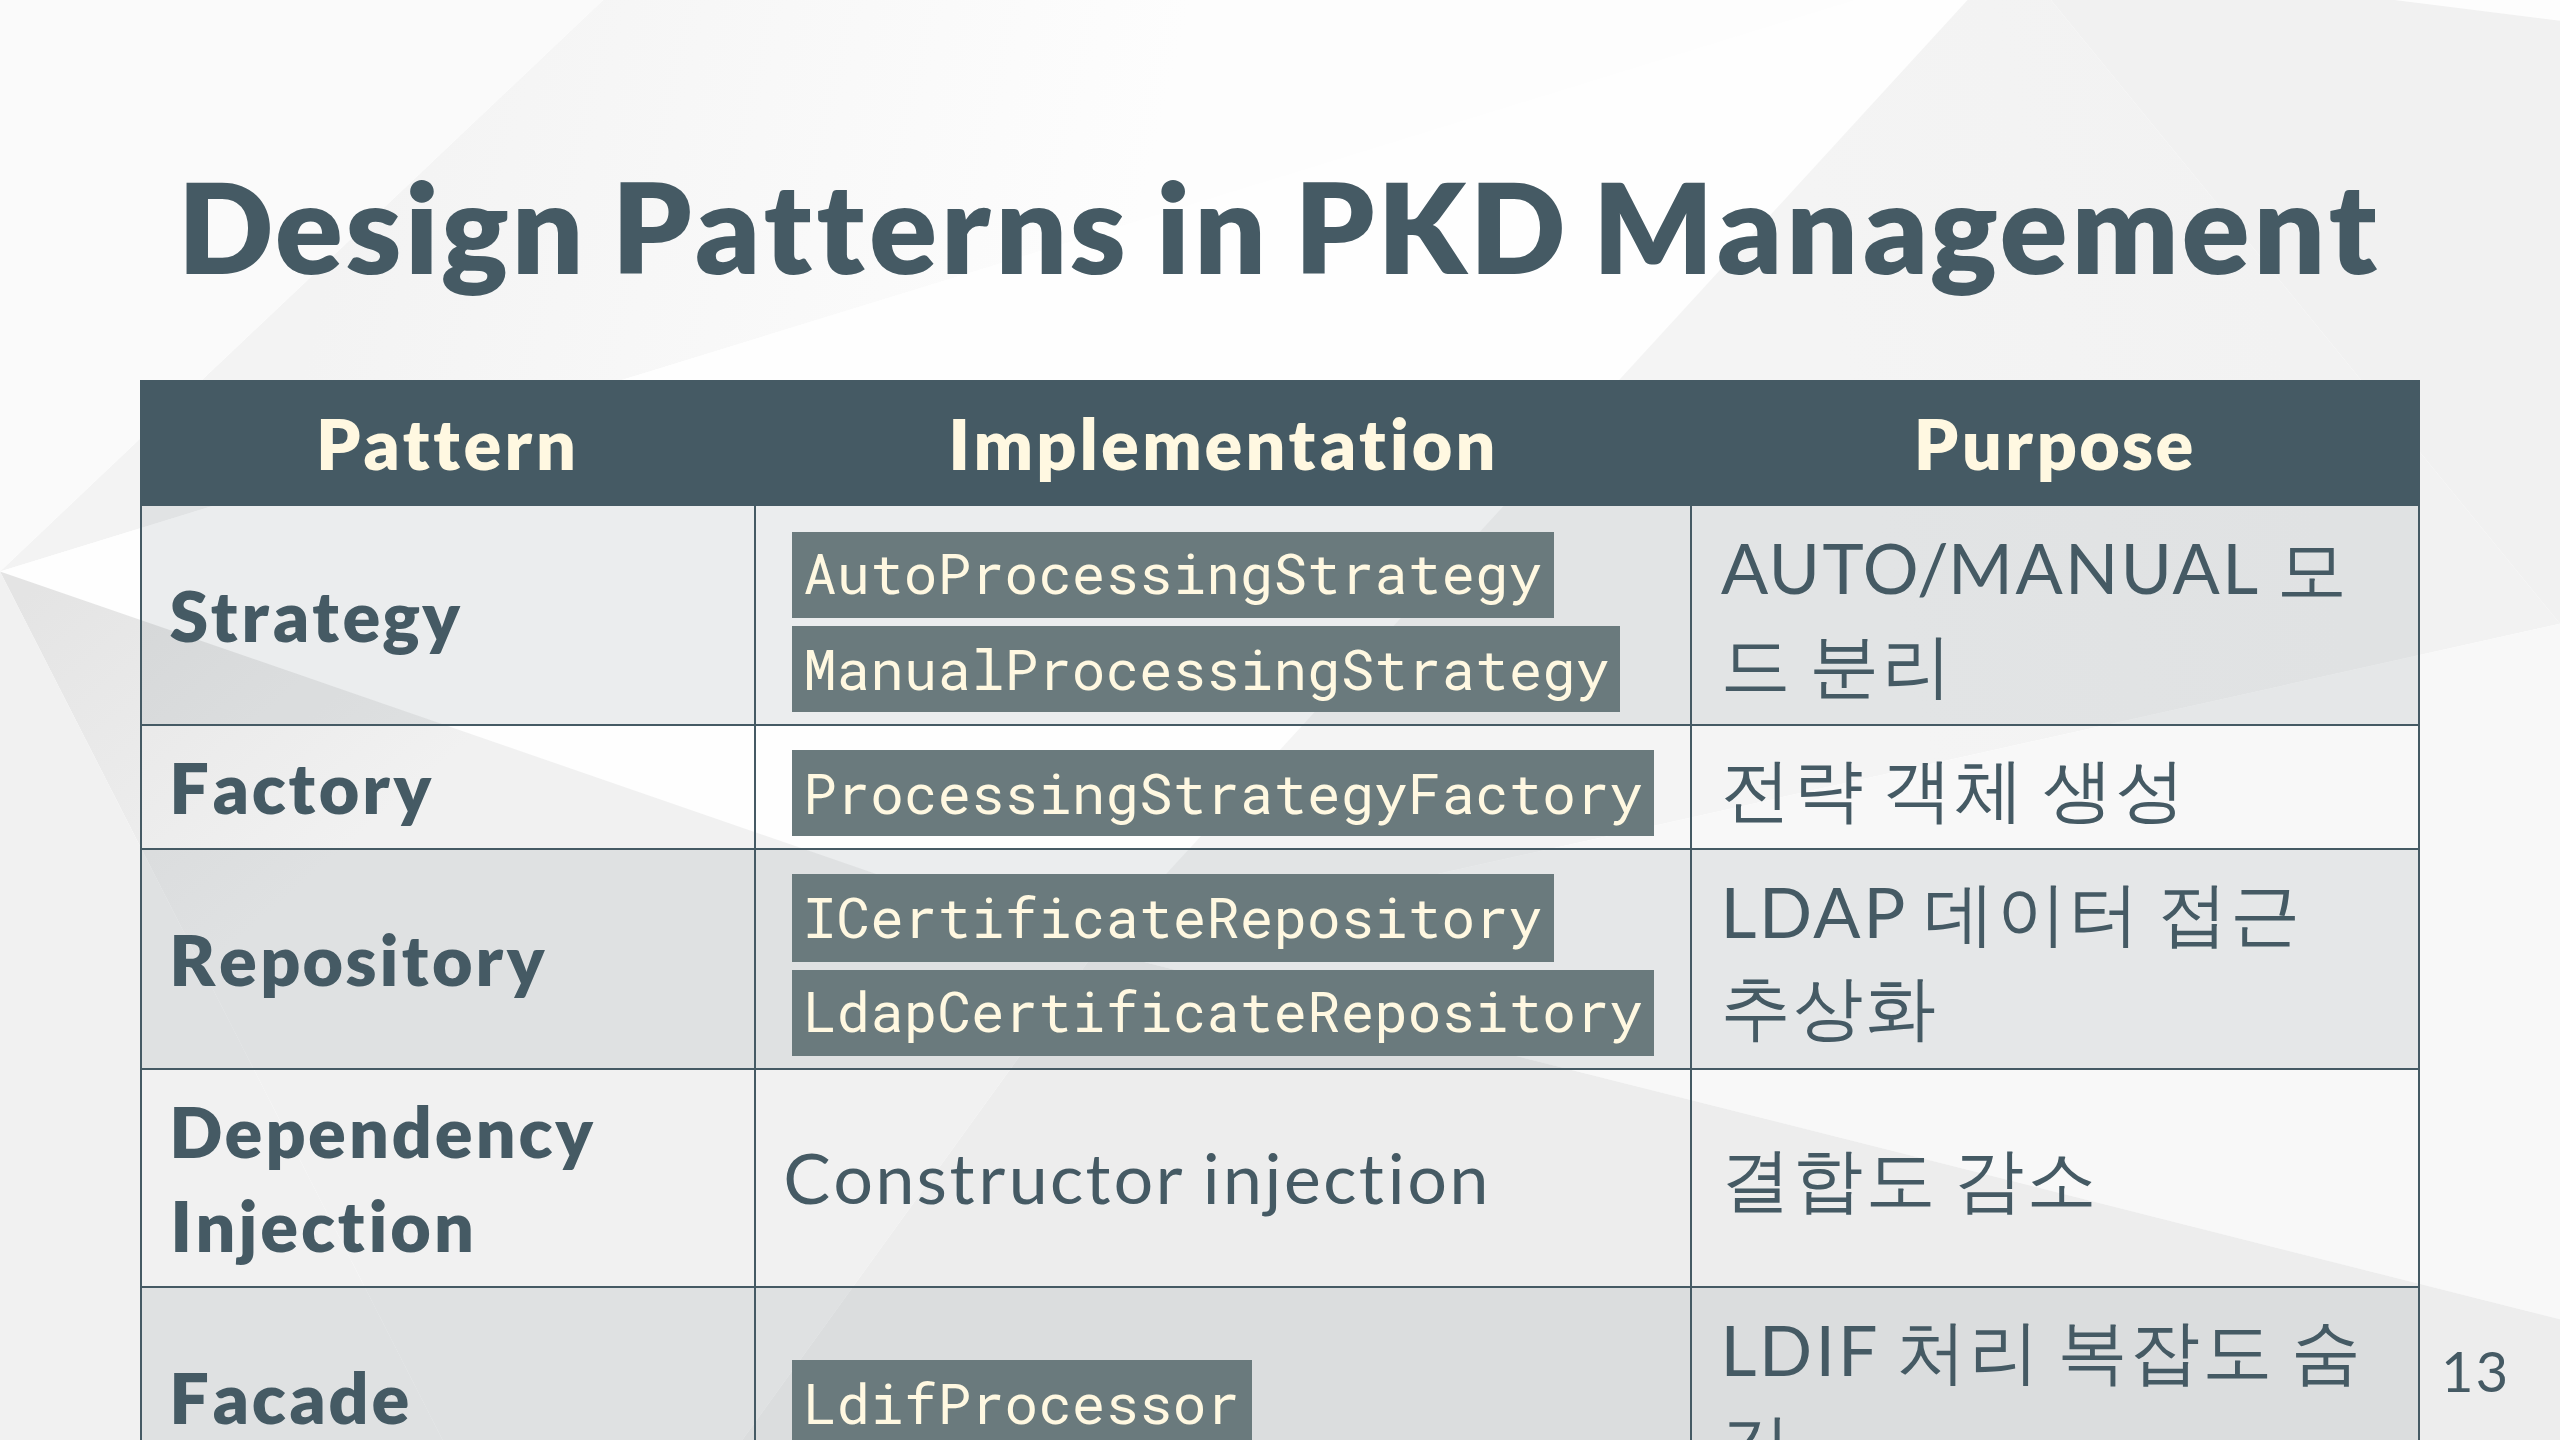 Design Patterns in PKD Management
Pattern Implementation Purpose
Strategy
AutoProcessingStrategy
ManualProcessingStrategy
AUTO/MANUAL 모
드 분리
Factory
ProcessingStrategyFactory
전략 객체 생성
Repository
ICertificateRepository
LdapCertificateRepository
LDAP 데이터 접근
추상화
Dependency
Injection
Constructor injection
결합도 감소
Facade
LdifProcessor
LDIF 처리 복잡도 숨
13